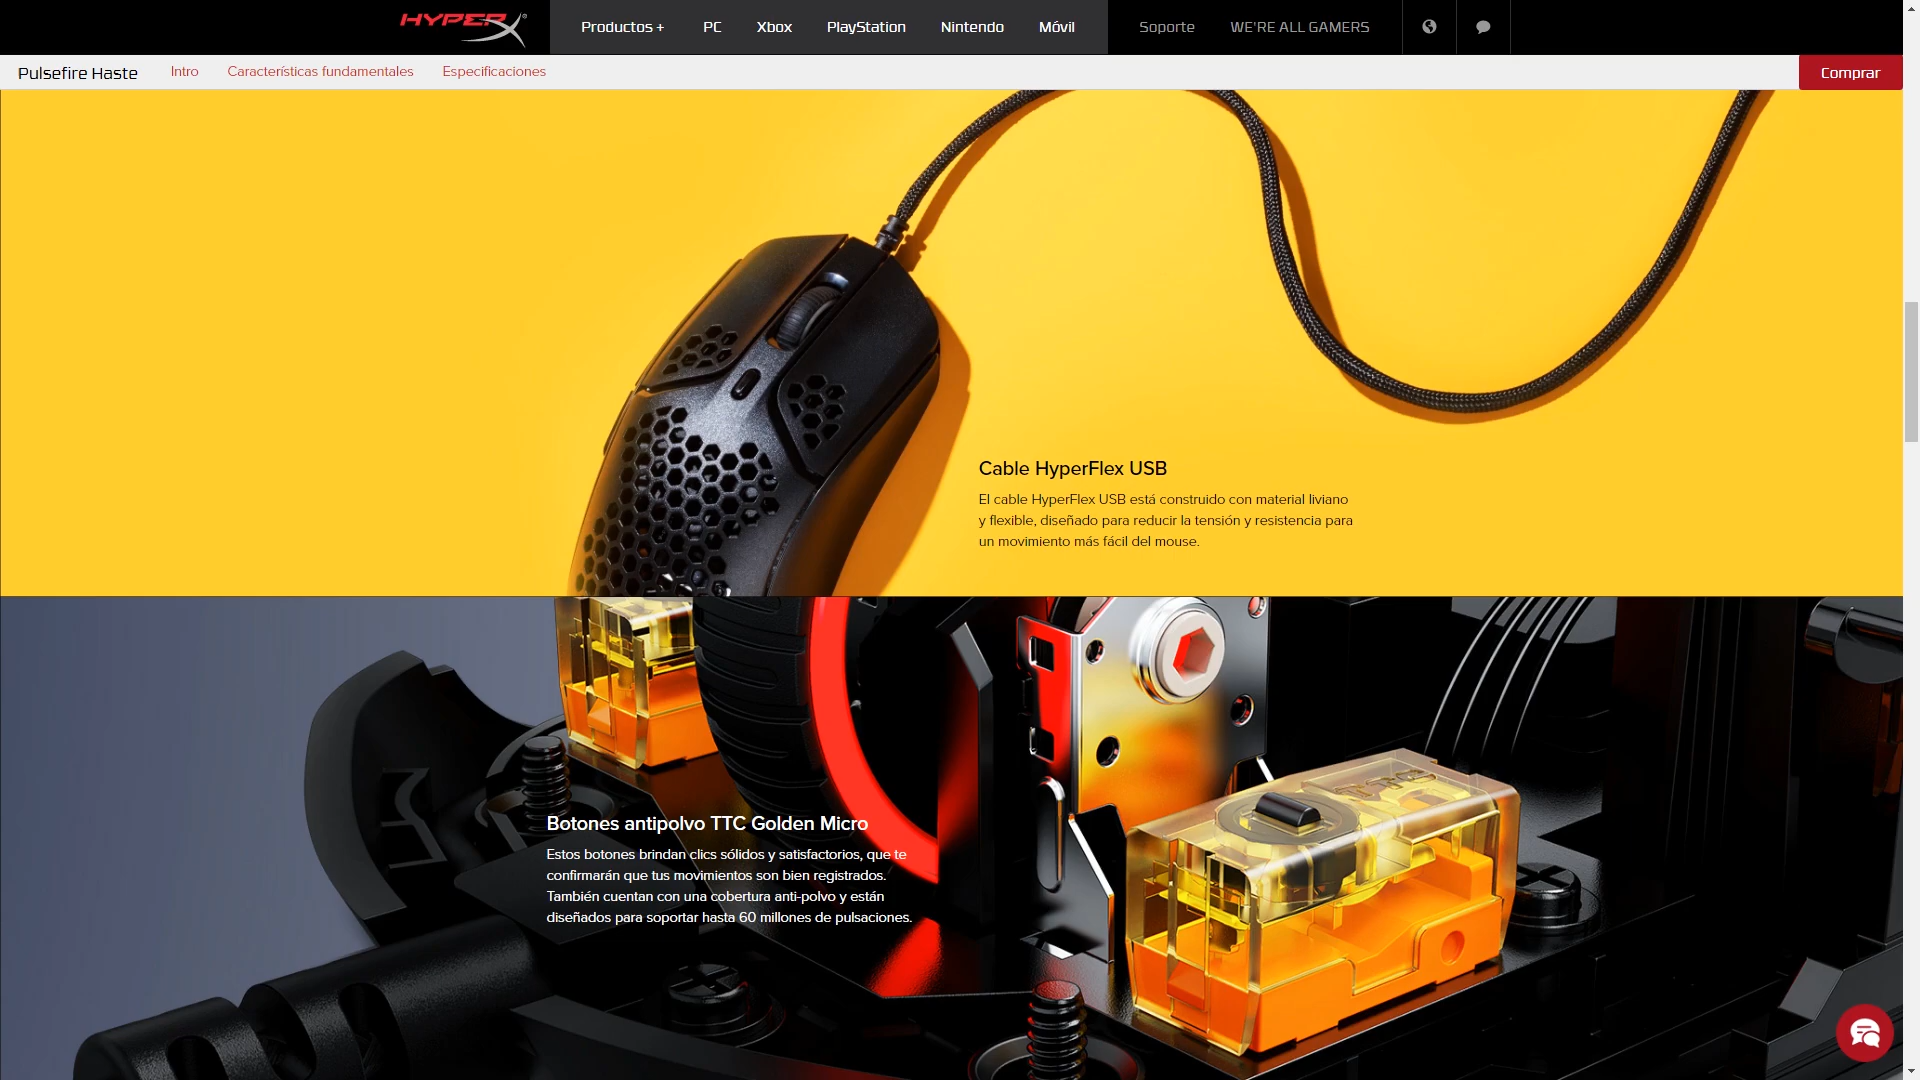 HYPERX
Productos +
PC
Xbox
PlayStation
Nintendo
Móvil
Soporte
WE'RE ALL GAMERS
Pulsefire Haste
Intro
Características fundamentales
Especificaciones
Comprar
Cable HyperFlex USB
El cable HyperFlex USB está construido con material liviano
y flexible, diseñado para reducir la tensión y resistencia para
un movimiento más fácil del mouse.
TTC
Botones antipolvo TTC Golden Micro
Estos botones brindan clics sólidos y satisfactorios, que te
confirmarán que tus movimientos son bien registrados.
También cuentan con una cobertura anti-polvo y están
diseñados para soportar hasta 60 millones de pulsaciones.